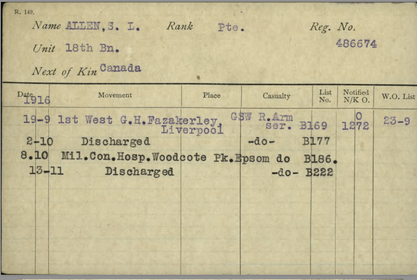 R. 149.
Name ALLEN, S. L. Rank Pte. Reg. No.
Unit 18th Bn. 486674
Next of Kin Canada
Date Movement Place Casualty List No. Notified N/K O. W.O. List
1916
19-9 1st West G.H.Fazakerley, GSW R.Arm 0
Liverpool ser. B169 1272 23-9
2-10 Discharged -do- B177
8.10 Mil.Con.Hosp.Woodcote Pk.Epsom do B186.
13-11 Discharged -do- B222